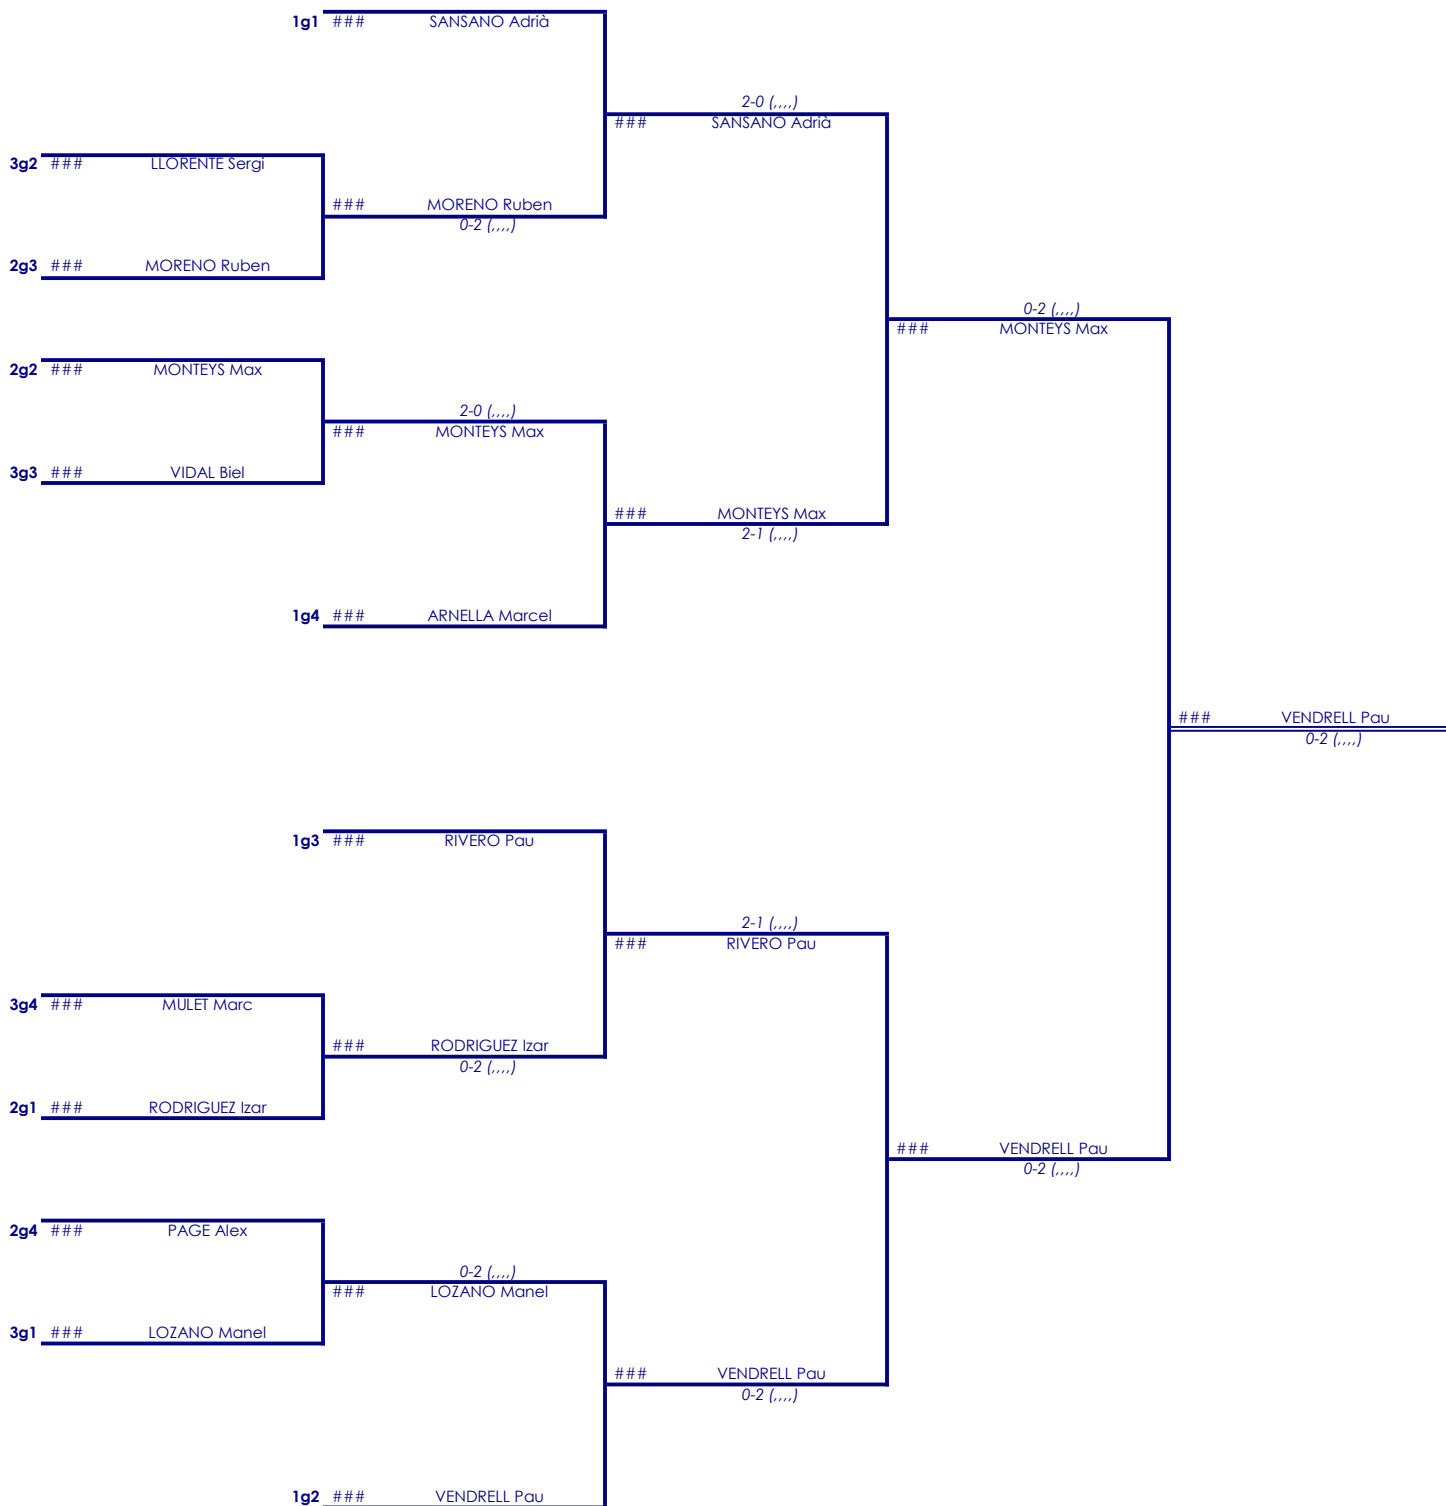 1g1 ### SANSANO Adrià
2-0 (,,,,)
### SANSANO Adrià
3g2 ### LLORENTE Sergi
### MORENO Ruben
0-2 (,,,,)
2g3 ### MORENO Ruben
0-2 (,,,,)
### MONTEYS Max
2g2 ### MONTEYS Max
2-0 (,,,,)
### MONTEYS Max
3g3 ### VIDAL Biel
### MONTEYS Max
2-1 (,,,,)
1g4 ### ARNELLA Marcel
### VENDRELL Pau
0-2 (,,,,)
1g3 ### RIVERO Pau
2-1 (,,,,)
### RIVERO Pau
3g4 ### MULET Marc
### RODRIGUEZ Izar
0-2 (,,,,)
2g1 ### RODRIGUEZ Izar
### VENDRELL Pau
0-2 (,,,,)
2g4 ### PAGE Alex
0-2 (,,,,)
### LOZANO Manel
3g1 ### LOZANO Manel
### VENDRELL Pau
0-2 (,,,,)
1g2 ### VENDRELL Pau